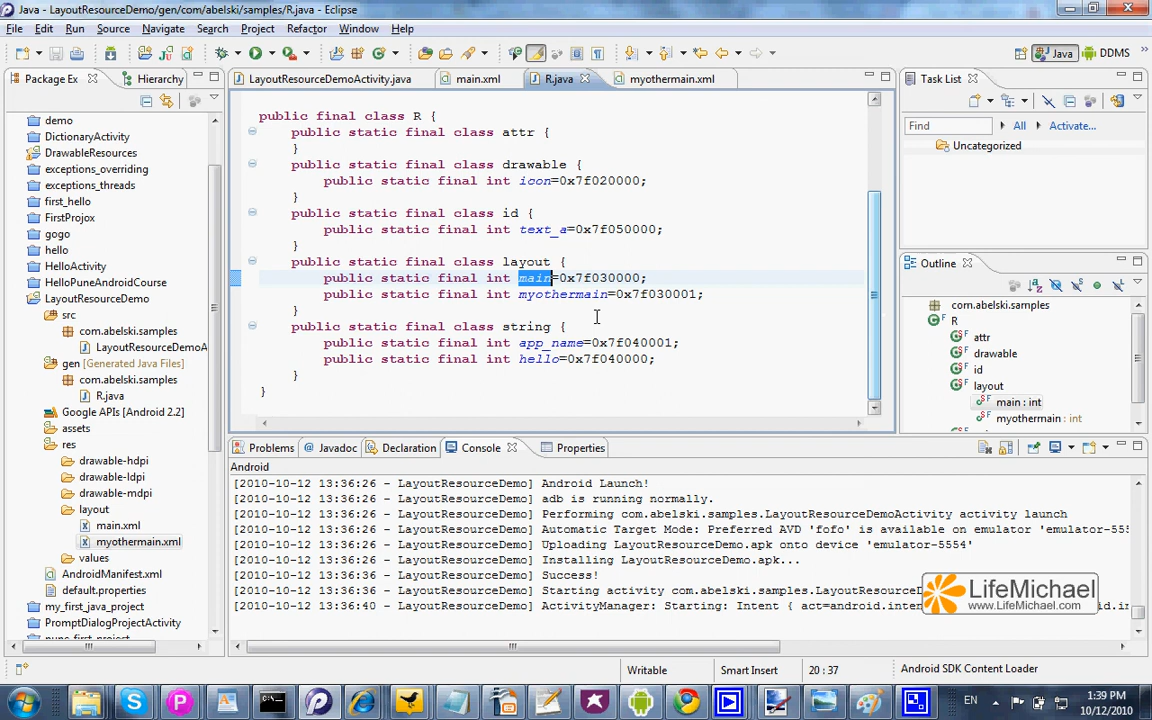 Java - LayoutResourceDemo/gen/com/abelski/samples/R.java - Eclipse
File Edit Run Source Navigate Search Project Refactor Window Help
Java DDMS
Package Ex Hierarchy
demo
DictionaryActivity
DrawableResources
exceptions_overriding
exceptions_threads
first_hello
FirstProjox
gogo
hello
HelloActivity
HelloPuneAndroid
LayoutResourceDemo
src
com.abelski.samples
LayoutResourceDemoA
gen [Generated Java Files]
com.abelski.samples
R.java
Google APIs [Android 2.2]
assets
res
drawable-hdpi
drawable-ldpi
drawable-mdpi
layout
main.xml
myothermain.xml
values
AndroidManifest.xml
default.properties
my_first_java_project
PromptDialogProjectActivity
LayoutResourceDemoActivity.java main.xml R.java myothermain.xml
public final class R {
public static final class attr {
}
public static final class drawable {
public static final int icon=0x7f020000;
}
public static final class id {
public static final int text_a=0x7f050000;
}
public static final class layout {
public static final int main=0x7f030000;
public static final int myothermain=0x7f030001;
}
public static final class string {
public static final int app_name=0x7f040001;
public static final int hello=0x7f040000;
}
}
Task List
Find All Activate...
Uncategorized
Outline
com.abelski.samples
R
attr
drawable
id
layout
main : int
myothermain : int
Problems Javadoc Declaration Console Properties
Android
[2010-10-12 13:36:26 - LayoutResourceDemo] Android Launch!
[2010-10-12 13:36:26 - LayoutResourceDemo] adb is running normally.
[2010-10-12 13:36:26 - LayoutResourceDemo] Performing com.abelski.samples.LayoutResourceDemoActivity activity launch
[2010-10-12 13:36:26 - LayoutResourceDemo] Automatic Target Mode: Preferred AVD 'fofo' is available on emulator 'emulator-555
[2010-10-12 13:36:26 - LayoutResourceDemo] Uploading LayoutResourceDemo.apk onto device 'emulator-5554'
[2010-10-12 13:36:26 - LayoutResourceDemo] Installing LayoutResourceDemo.apk...
[2010-10-12 13:36:35 - LayoutResourceDemo] Success!
[2010-10-12 13:36:35 - LayoutResourceDemo] Starting activity com.abelski.samples.LayoutResourceDemo
[2010-10-12 13:36:40 - LayoutResourceDemo] ActivityManager: Starting: Intent { act=android.inten
LifeMichael
www.LifeMichael.com
Writable Smart Insert 20 : 37 Android SDK Content Loader
EN
1:39 PM
10/12/2010